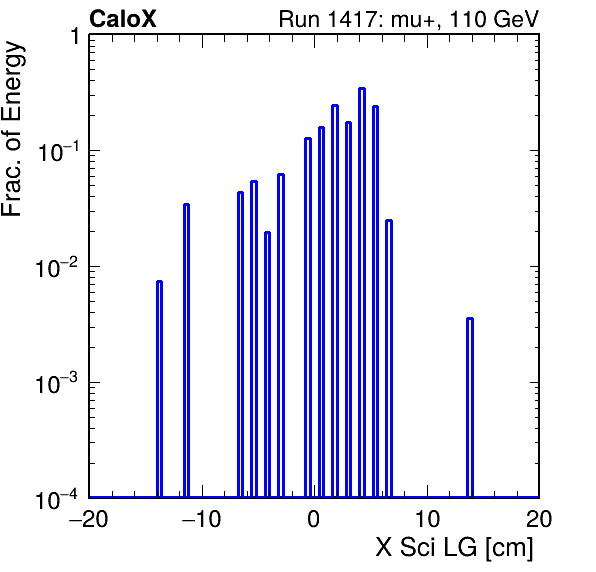 CaloX Run 1417: mu+, 110 GeV
Frac. of Energy
1
10⁻¹
10⁻²
10⁻³
10⁻⁴
−20 −10 0 10 20
X Sci LG [cm]